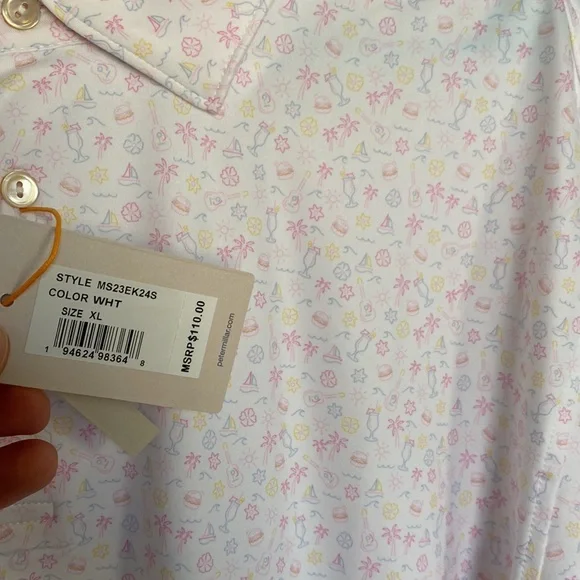 STYLE MS23EK24S
COLOR WHT
SIZE XL
1 94624 98364 8
MSRP$110.00
petermillar.com